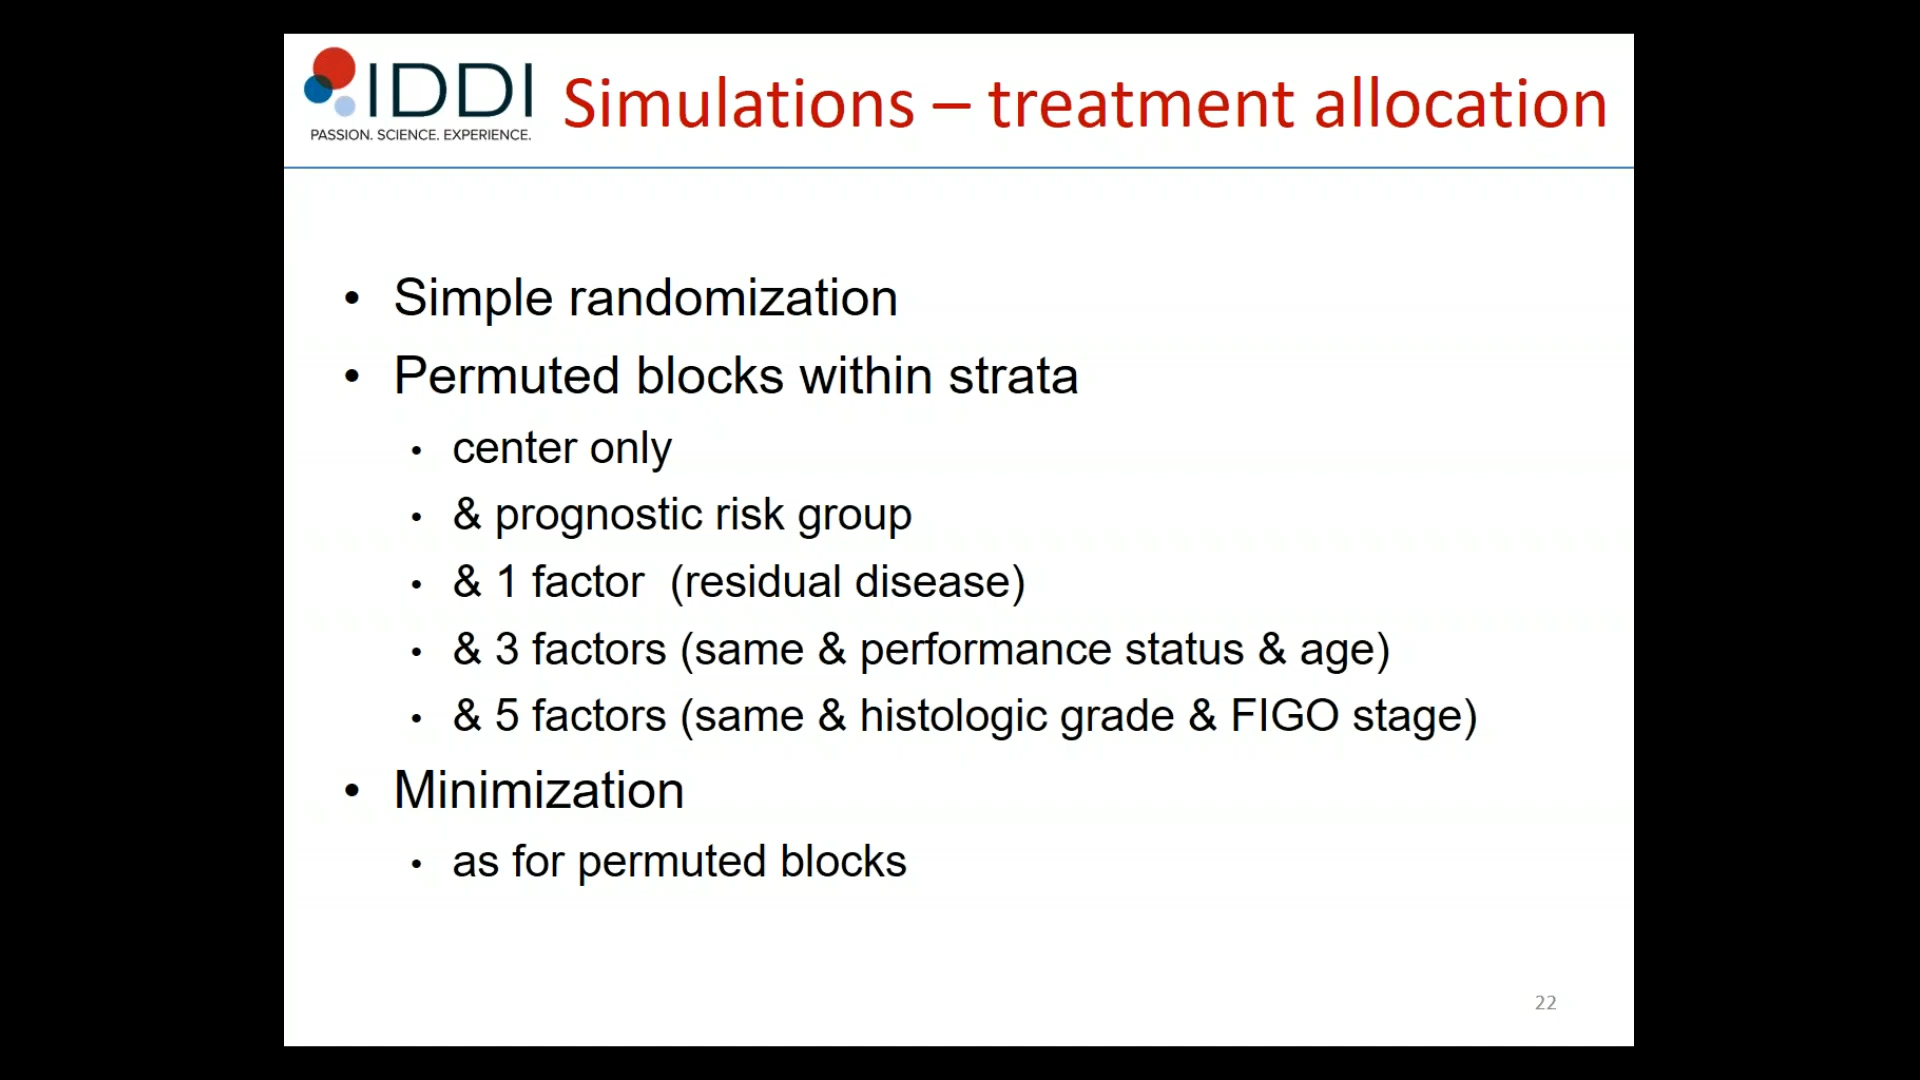 IDDI
PASSION. SCIENCE. EXPERIENCE.
Simulations – treatment allocation
• Simple randomization
• Permuted blocks within strata
• center only
• & prognostic risk group
• & 1 factor (residual disease)
• & 3 factors (same & performance status & age)
• & 5 factors (same & histologic grade & FIGO stage)
• Minimization
• as for permuted blocks
22